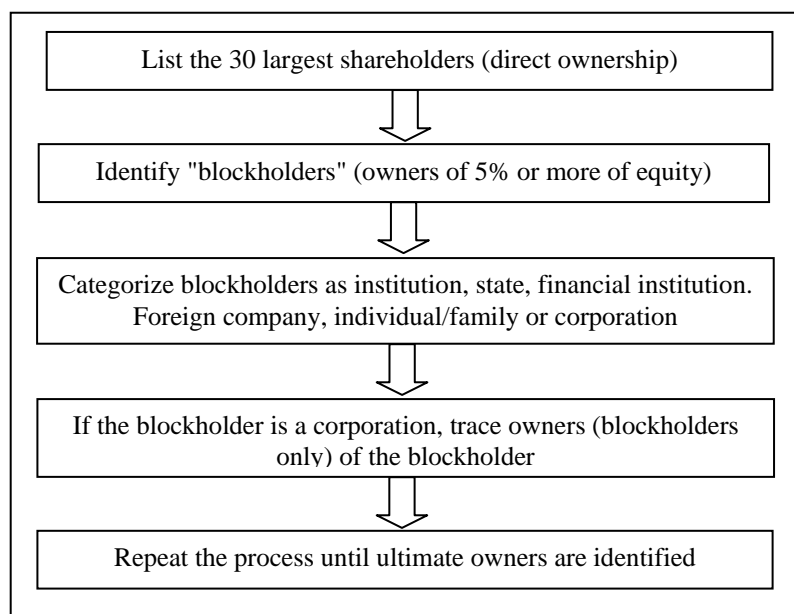 List the 30 largest shareholders (direct ownership)
Identify "blockholders" (owners of 5% or more of equity)
Categorize blockholders as institution, state, financial institution.
Foreign company, individual/family or corporation
If the blockholder is a corporation, trace owners (blockholders
only) of the blockholder
Repeat the process until ultimate owners are identified